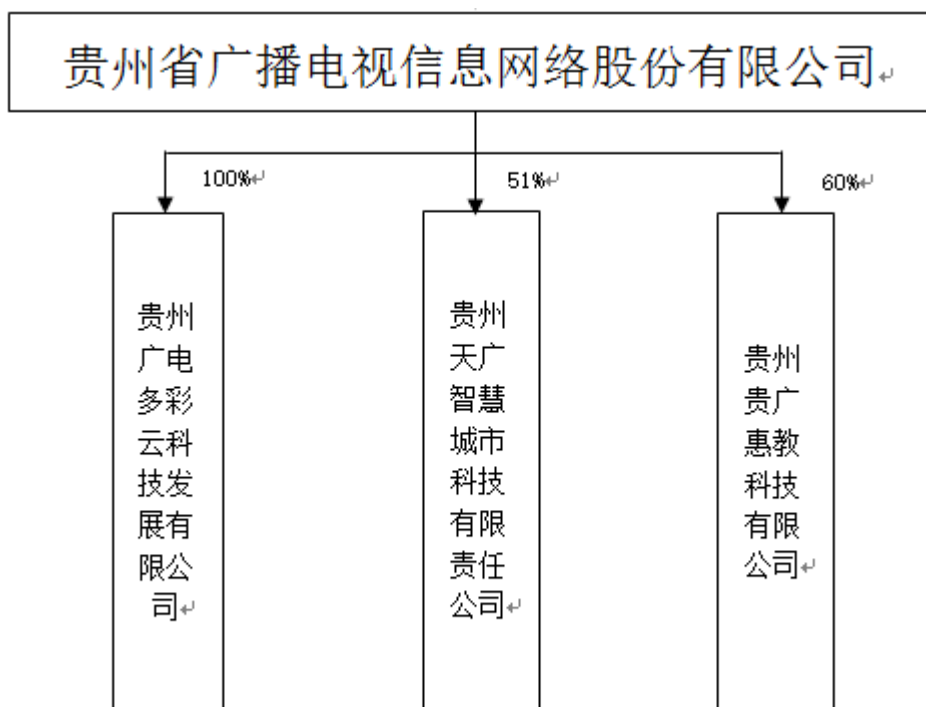 贵州省广播电视信息网络股份有限公司
100%
51%
60%
贵州
广电
多彩
云科
技发
展有
限公
司
贵州
天广
智慧
城市
科技
有限
责任
公司
贵州
贵广
惠教
科技
有限
公司